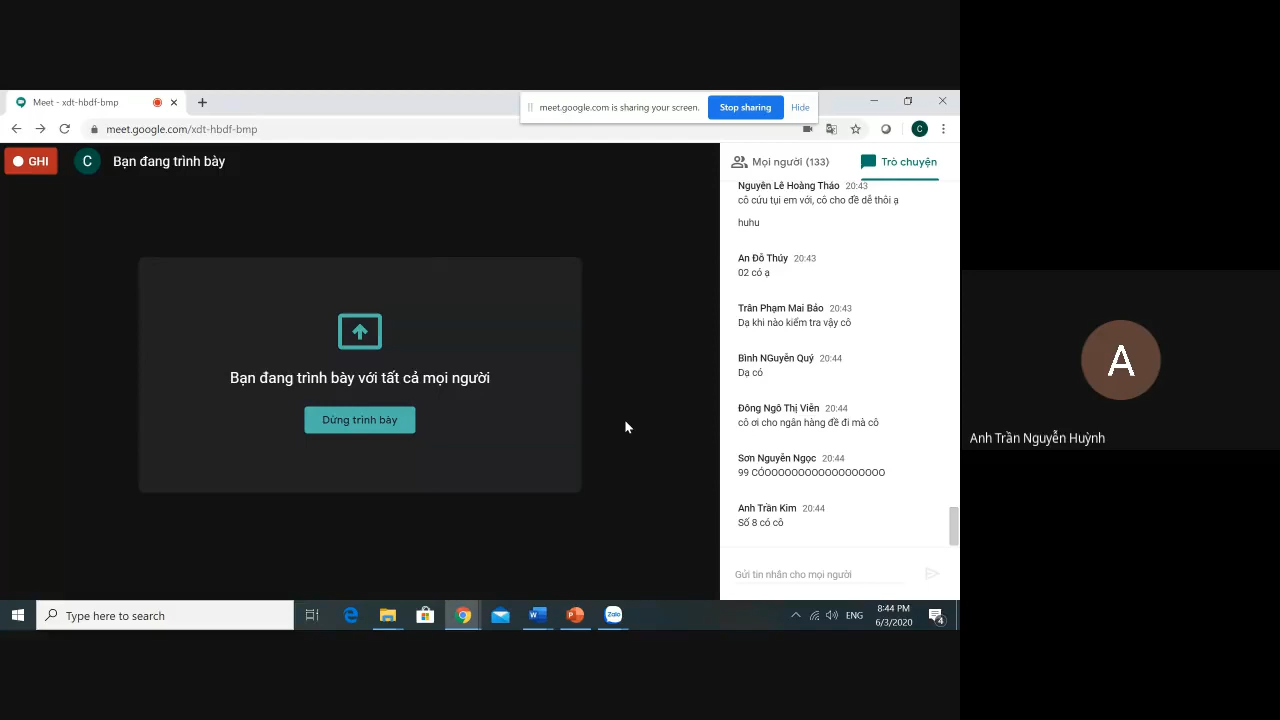 Meet - xdt-hbdf-bmp
meet.google.com is sharing your screen.
Stop sharing
Hide
meet.google.com/xdt-hbdf-bmp
C
GHI
C
Bạn đang trình bày
Mọi người (133)
Trò chuyện
Nguyên Lê Hoàng Thảo 20:43
cô cứu tụi em với, cô cho đề dễ thôi ạ
huhu
An Đỗ Thúy 20:43
02 có ạ
Trân Phạm Mai Bảo 20:43
Dạ khi nào kiểm tra vậy cô
Bình NGuyễn Quý 20:44
Dạ có
Đông Ngô Thị Viễn 20:44
cô ơi cho ngân hàng đề đi mà cô
Sơn Nguyễn Ngọc 20:44
99 CÓOOOOOOOOOOOOOOOOOO
Anh Trần Kim 20:44
Số 8 có cô
Bạn đang trình bày với tất cả mọi người
Dừng trình bày
Gửi tin nhắn cho mọi người
A
Anh Trần Nguyễn Huỳnh
Type here to search
Zalo
ENG
8:44 PM
6/3/2020
4